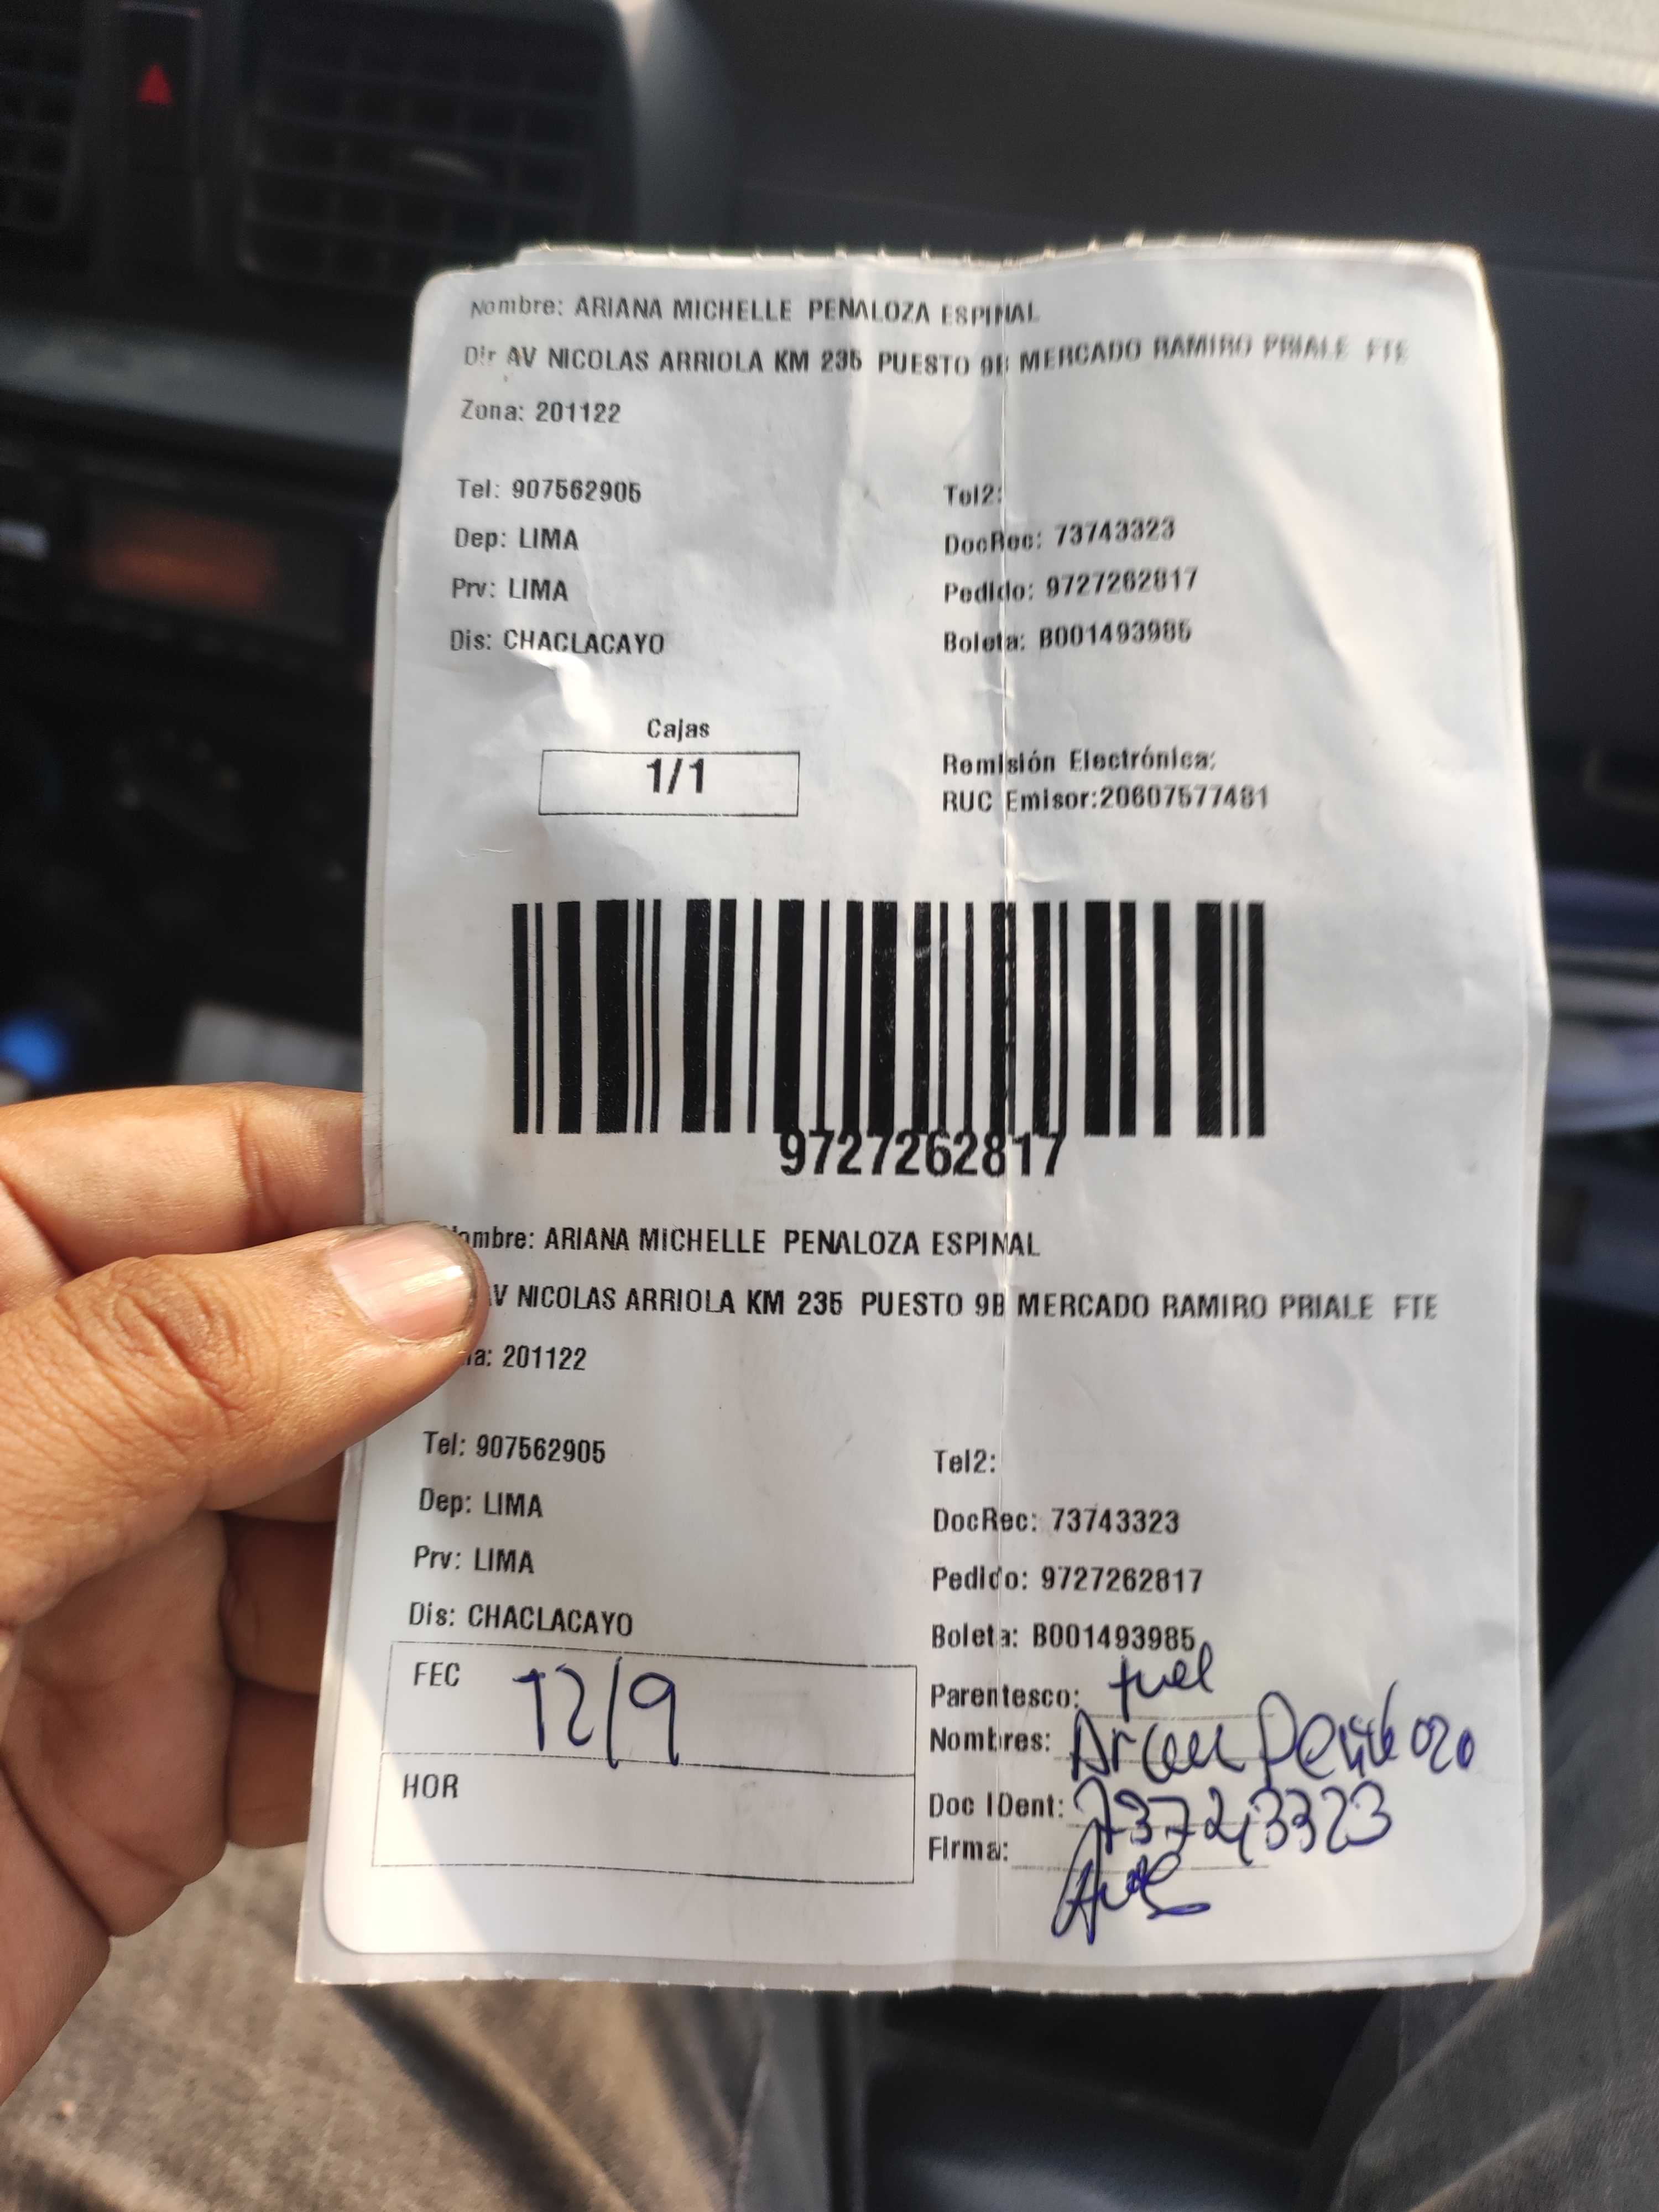 Nombre: ARIANA MICHELLE PENALOZA ESPINAL
Dir AV NICOLAS ARRIOLA KM 235 PUESTO 9B MERCADO RAMIRO PRIALE FTE
Zona: 201122
Tel: 907562905 Tel2:
Dep: LIMA DocRec: 73743323
Prv: LIMA Pedido: 9727262817
Dis: CHACLACAYO Boleta: B001493985
Cajas
1/1
Remisión Electrónica:
RUC Emisor:20607577481
9727262817
ombre: ARIANA MICHELLE PENALOZA ESPINAL
AV NICOLAS ARRIOLA KM 235 PUESTO 9B MERCADO RAMIRO PRIALE FTE
na: 201122
Tel: 907562905 Tel2:
Dep: LIMA DocRec: 73743323
Prv: LIMA Pedido: 9727262817
Dis: CHACLACAYO Boleta: B001493985
FEC 12/9
HOR
Parentesco:
Nombres:
Doc IDent: 73743323
Firma: